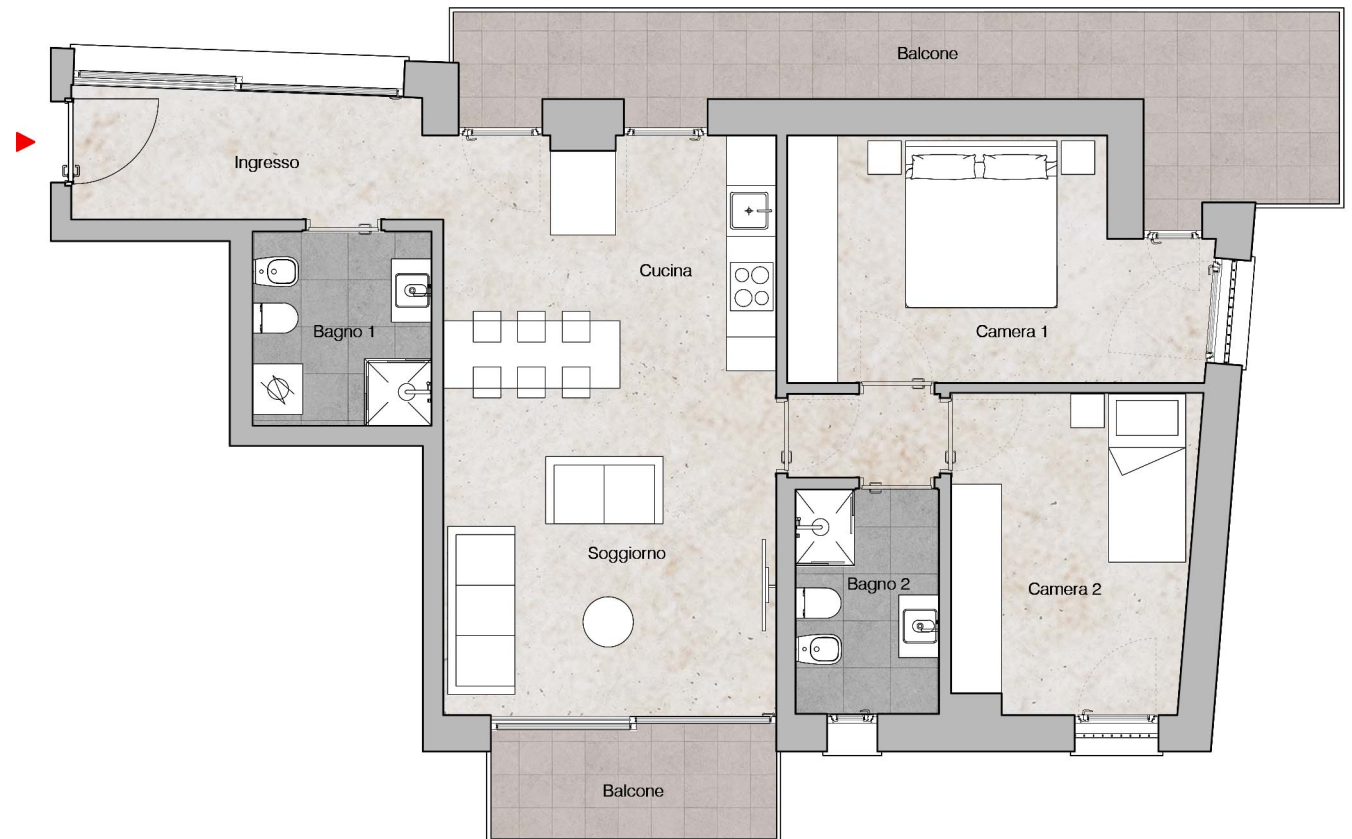 Balcone
Ingresso
Cucina
Bagno 1
Camera 1
Soggiorno
Bagno 2
Camera 2
Balcone